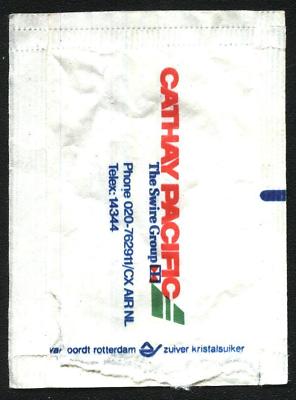 CATHAY PACIFIC
The Swire Group
Phone 020-762911/CX AIR NL
Telex: 14344
van oordt rotterdam zuiver kristalsuiker